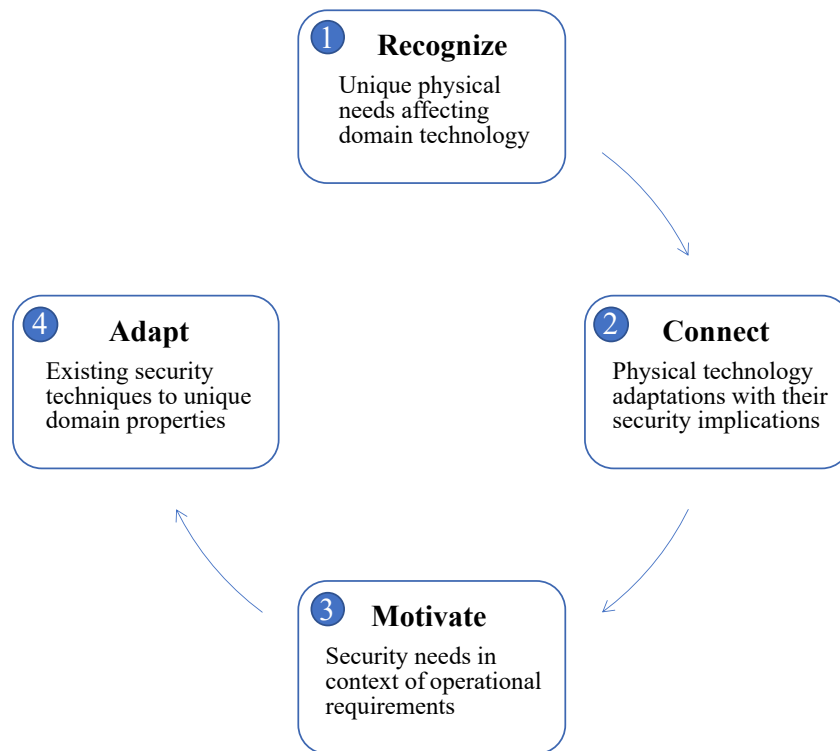 1 Recognize
Unique physical
needs affecting
domain technology
2 Connect
Physical technology
adaptations with their
security implications
3 Motivate
Security needs in
context of operational
requirements
4 Adapt
Existing security
techniques to unique
domain properties